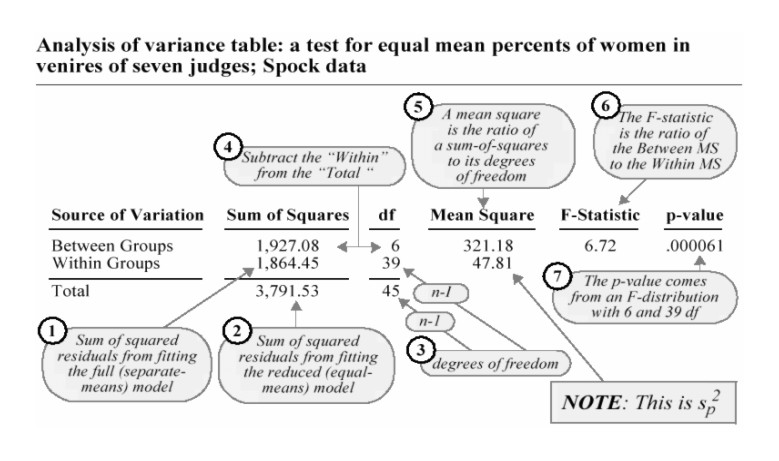 Analysis of variance table: a test for equal mean percents of women in
venires of seven judges; Spock data
5
A mean square
is the ratio of
a sum-of-squares
to its degrees
of freedom
6
The F-statistic
is the ratio of
the Between MS
to the Within MS
4
Subtract the “Within”
from the “Total “
Source of Variation Sum of Squares df Mean Square F-Statistic p-value
Between Groups 1,927.08 6 321.18 6.72 .000061
Within Groups 1,864.45 39 47.81
Total 3,791.53 45
n-1
n-1
7
The p-value comes
from an F-distribution
with 6 and 39 df
1
Sum of squared
residuals from fitting
the full (separate-
means) model
2
Sum of squared
residuals from fitting
the reduced (equal-
means) model
3
degrees of freedom
NOTE: This is sₚ²